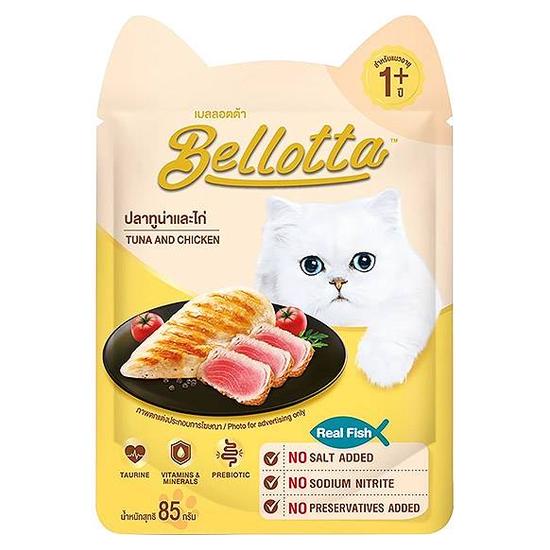 สำหรับแมวอายุ
1+
ปี
เบลลอตต้า
Bellotta™
ปลาทูน่าและไก่
TUNA AND CHICKEN
ภาพตกแต่งประกอบการโฆษณา / Photo for advertising only
Real Fish
TAURINE
VITAMINS & MINERALS
PREBIOTIC
NO SALT ADDED
NO SODIUM NITRITE
NO PRESERVATIVES ADDED
น้ำหนักสุทธิ 85 กรัม